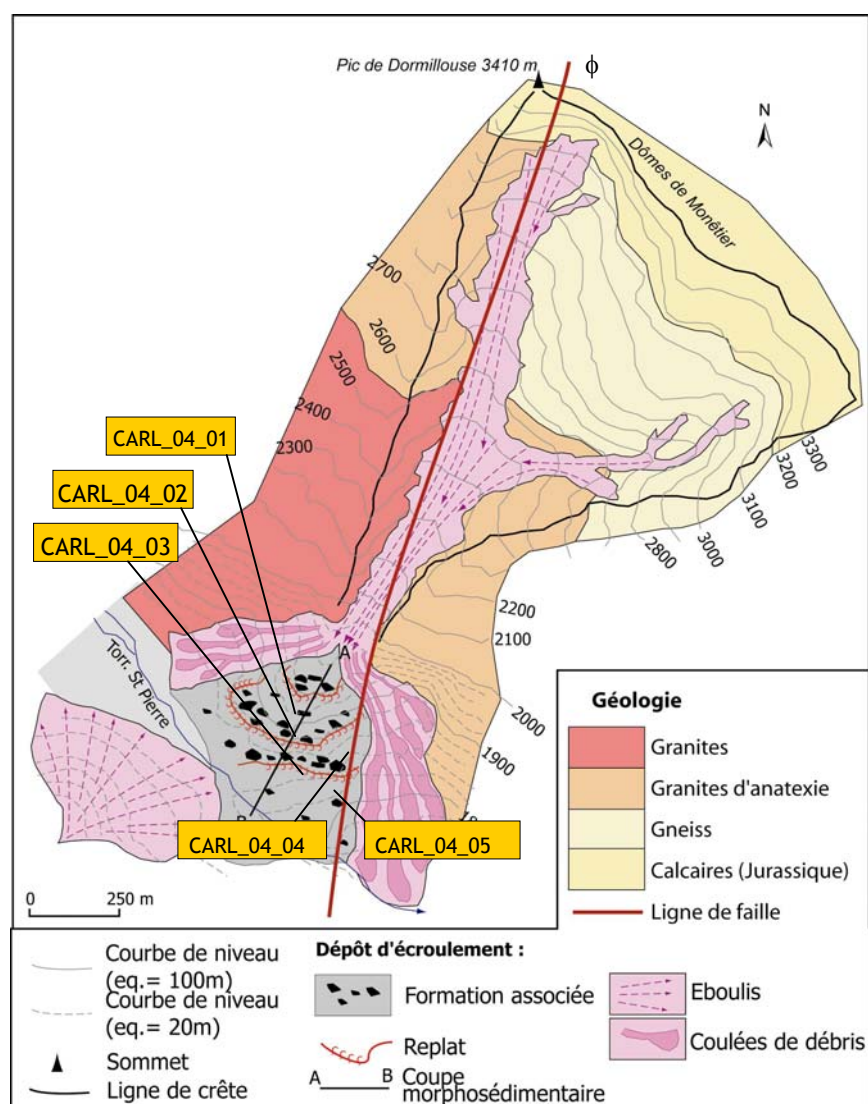 Pic de Dormillouse 3410 m
ϕ
N
Dômes de Monêtier
2700
2600
2500
2400
2300
CARL_04_01
CARL_04_02
CARL_04_03
3300
3200
3100
3000
2800
2200
2100
2000
1900
Torr. St Pierre
A
CARL_04_04
CARL_04_05
0
250 m
Géologie
Granites
Granites d'anatexie
Gneiss
Calcaires (Jurassique)
Ligne de faille
Courbe de niveau
(eq.= 100m)
Courbe de niveau
(eq.= 20m)
Sommet
Ligne de crête
Dépôt d'écroulement :
Formation associée
Replat
A B Coupe
morphosédimentaire
Eboulis
Coulées de débris